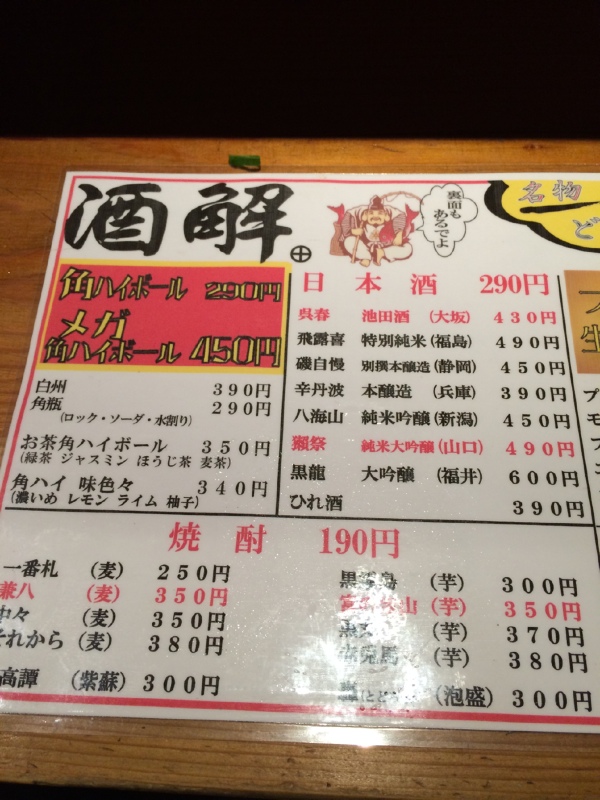 酒解
裏面も
あるでよ
名物
ど
角ハイボール 290円
メガ
角ハイボール 450円
白州 390円
角瓶 290円
(ロック・ソーダ・水割り)
お茶角ハイボール 350円
(緑茶 ジャスミン ほうじ茶 麦茶)
角ハイ 味色々 340円
(濃いめ レモン ライム 柚子)
日本酒 290円
呉春 池田酒 (大坂) 430円
飛露喜 特別純米 (福島) 490円
磯自慢 別撰本醸造 (静岡) 450円
辛丹波 本醸造 (兵庫) 390円
八海山 純米吟醸 (新潟) 450円
獺祭 純米大吟醸 (山口) 490円
黒龍 大吟醸 (福井) 600円
ひれ酒 390円
生
プ
モ
焼酎 190円
一番札 (麦) 250円
兼八 (麦) 350円
中々 (麦) 350円
それから (麦) 380円
高譚 (紫蘇) 300円
黒 島 (芋) 300円
山 (芋) 350円
(芋) 370円
馬 (芋) 380円
(泡盛) 300円